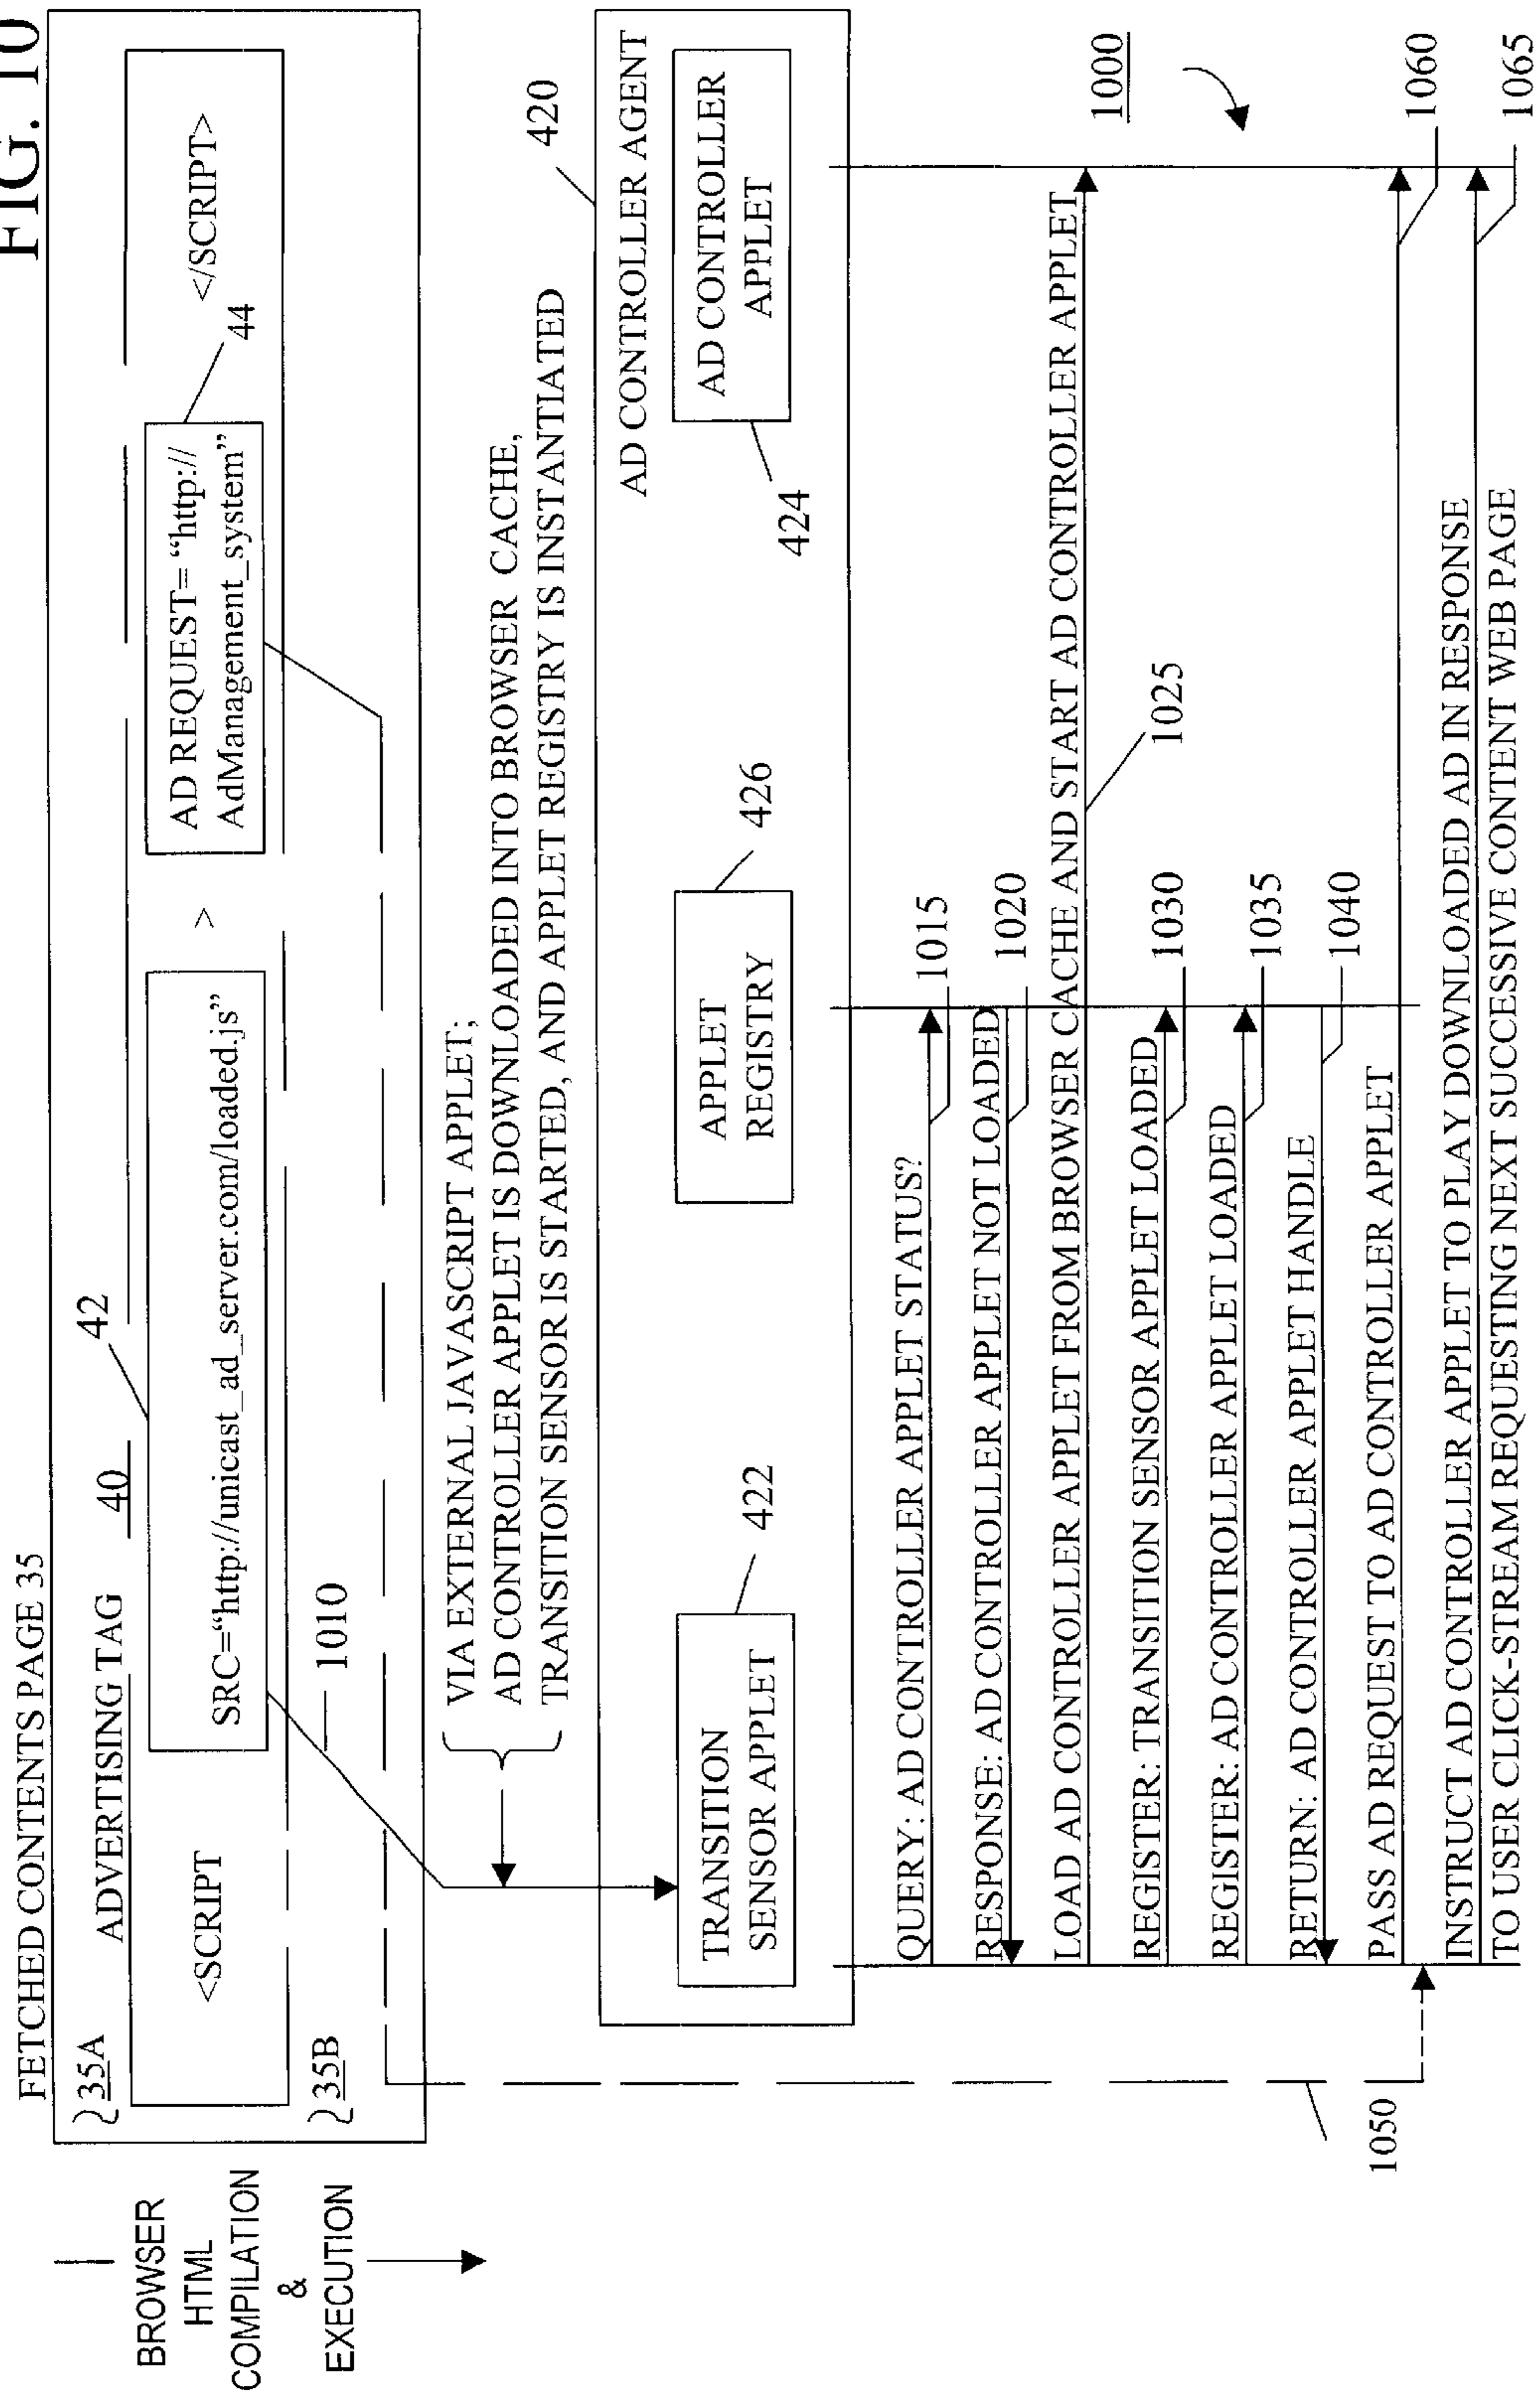 FIG. 10
FETCHED CONTENTS PAGE 35
35A
ADVERTISING TAG 40
42
<SCRIPT
SRC="http://unicast_ad_server.com/loaded.js"
>
AD REQUEST= "http://
AdManagement_system"
44
</SCRIPT>
35B
1010
BROWSER
HTML
COMPILATION
&
EXECUTION
VIA EXTERNAL JAVASCRIPT APPLET;
AD CONTROLLER APPLET IS DOWNLOADED INTO BROWSER CACHE,
TRANSITION SENSOR IS STARTED, AND APPLET REGISTRY IS INSTANTIATED
420
AD CONTROLLER AGENT
TRANSITION
SENSOR APPLET
422
APPLET
REGISTRY
426
AD CONTROLLER
APPLET
424
QUERY: AD CONTROLLER APPLET STATUS?
1015
RESPONSE: AD CONTROLLER APPLET NOT LOADED
1020
LOAD AD CONTROLLER APPLET FROM BROWSER CACHE AND START AD CONTROLLER APPLET
1000
1025
REGISTER: TRANSITION SENSOR APPLET LOADED
1030
REGISTER: AD CONTROLLER APPLET LOADED
1035
RETURN: AD CONTROLLER APPLET HANDLE
1040
1050
PASS AD REQUEST TO AD CONTROLLER APPLET
1060
INSTRUCT AD CONTROLLER APPLET TO PLAY DOWNLOADED AD IN RESPONSE
TO USER CLICK-STREAM REQUESTING NEXT SUCCESSIVE CONTENT WEB PAGE
1065